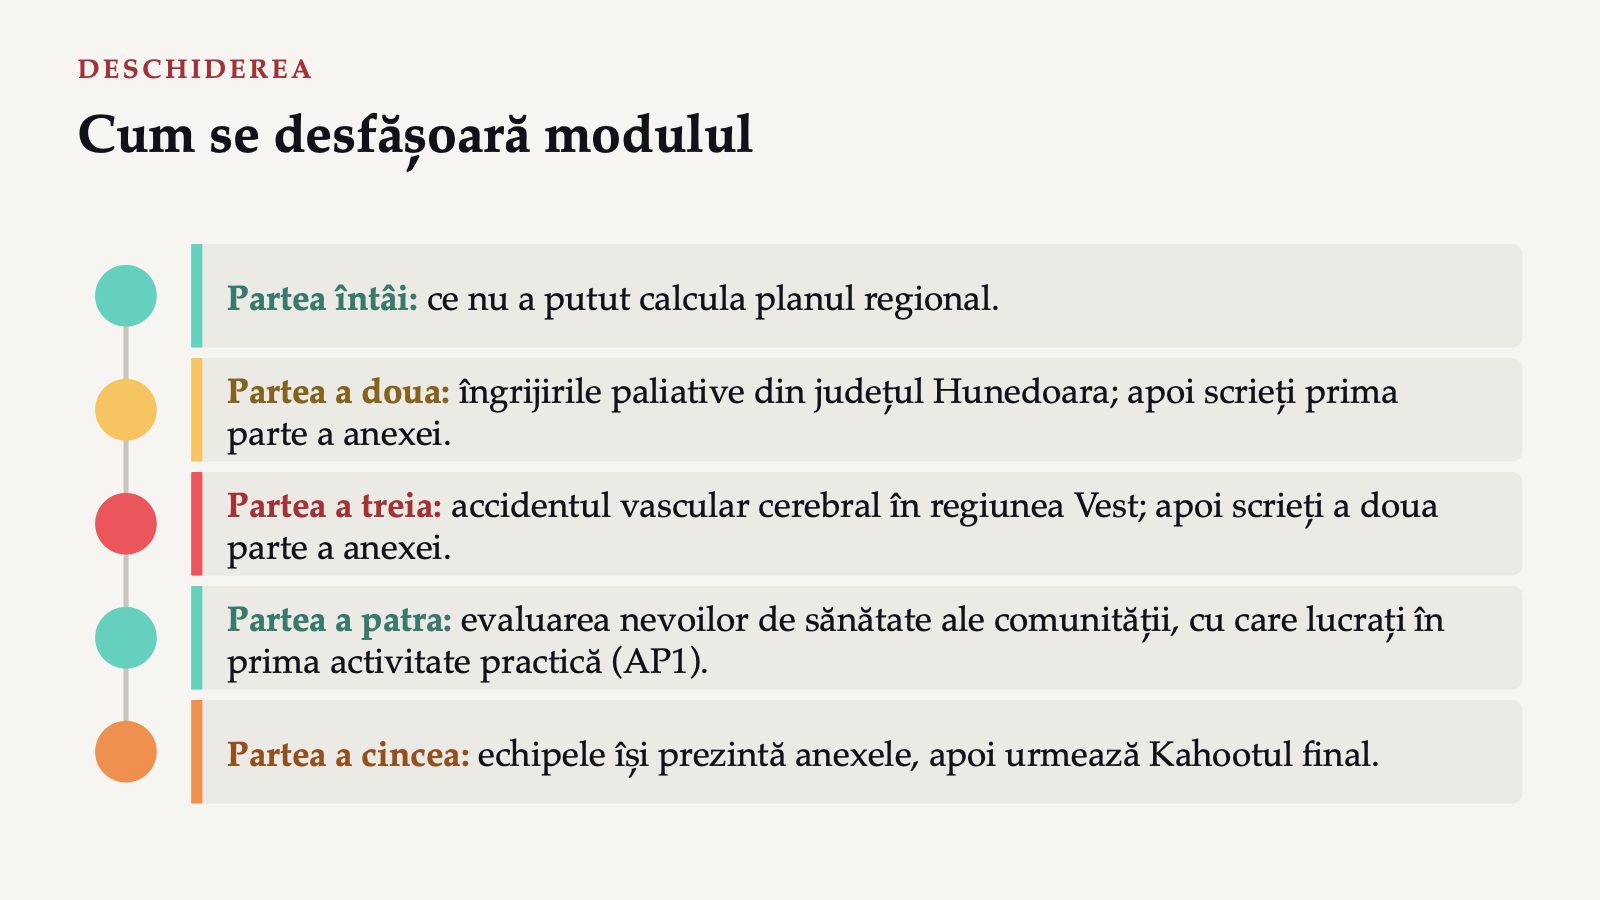 DESCHIDEREA
Cum se desfășoară modulul
Partea întâi: ce nu a putut calcula planul regional.
Partea a doua: îngrijirile paliative din județul Hunedoara; apoi scrieți prima
parte a anexei.
Partea a treia: accidentul vascular cerebral în regiunea Vest; apoi scrieți a doua
parte a anexei.
Partea a patra: evaluarea nevoilor de sănătate ale comunității, cu care lucrați în
prima activitate practică (AP1).
Partea a cincea: echipele își prezintă anexele, apoi urmează Kahootul final.